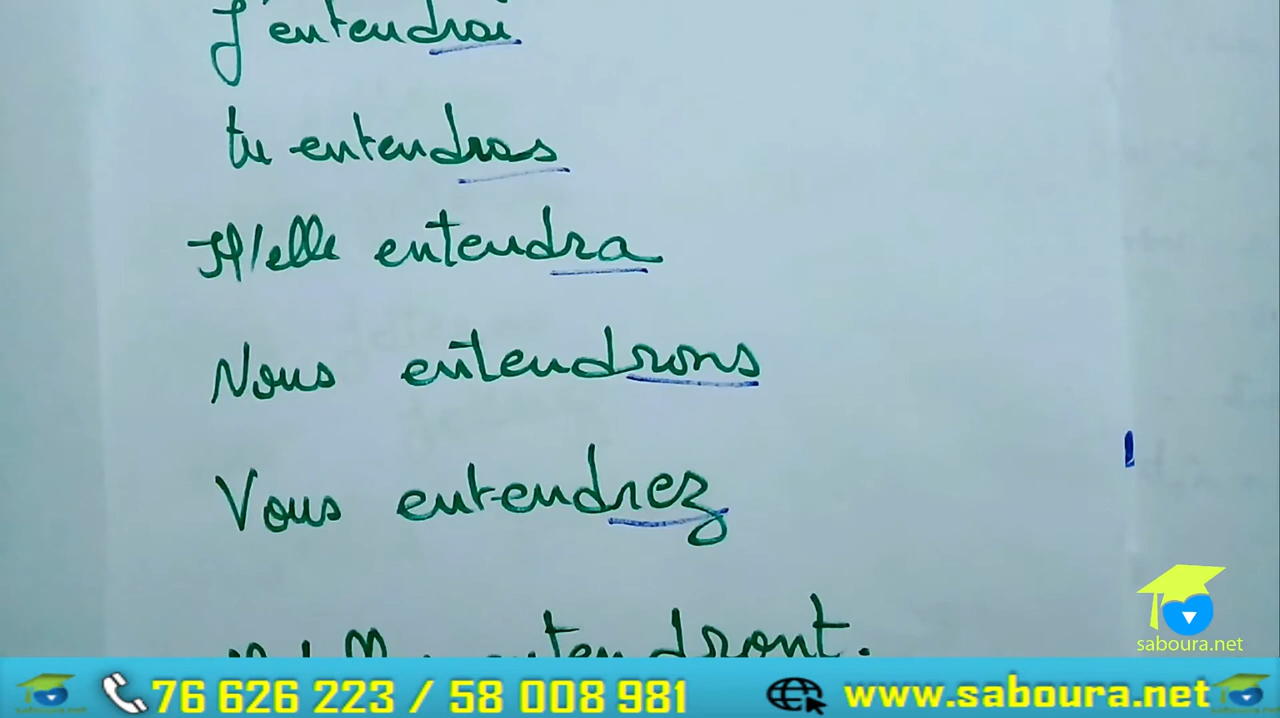 J'entendrai
tu entendras
Il/elle entendra
Nous entendrons
Vous entendrez
entendront.
saboura.net
76 626 223 / 58 008 981
www.saboura.net